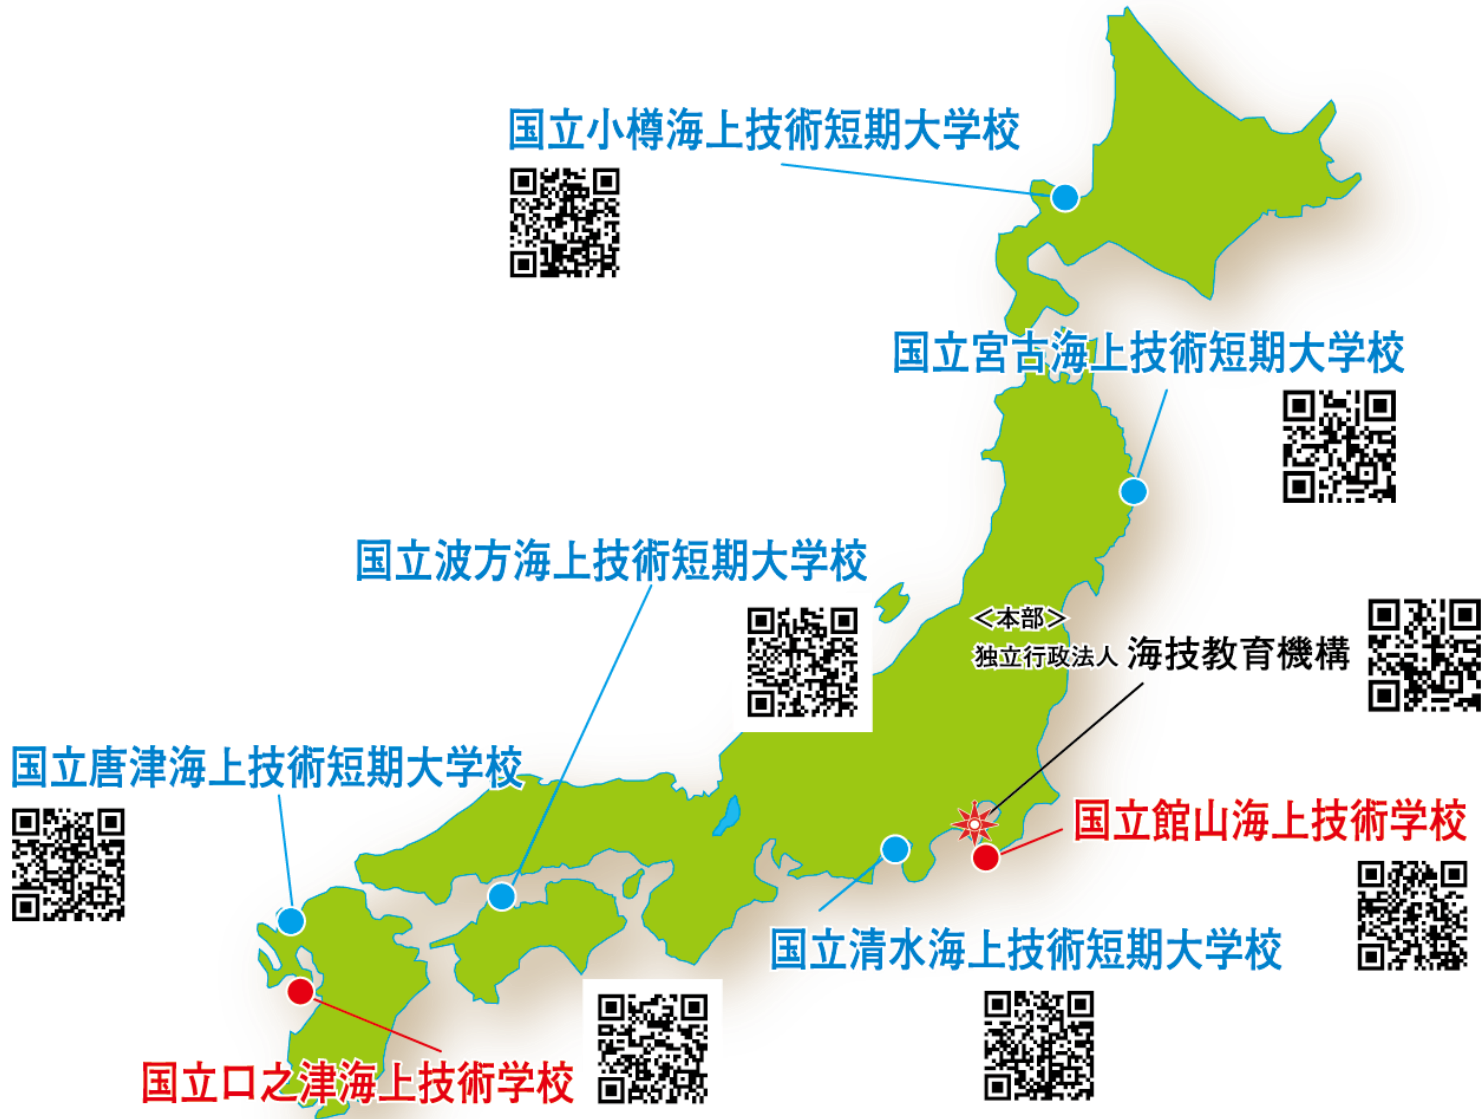 国立小樽海上技術短期大学校
国立宮古海上技術短期大学校
国立波方海上技術短期大学校
＜本部＞
独立行政法人 海技教育機構
国立唐津海上技術短期大学校
国立館山海上技術学校
国立清水海上技術短期大学校
国立口之津海上技術学校